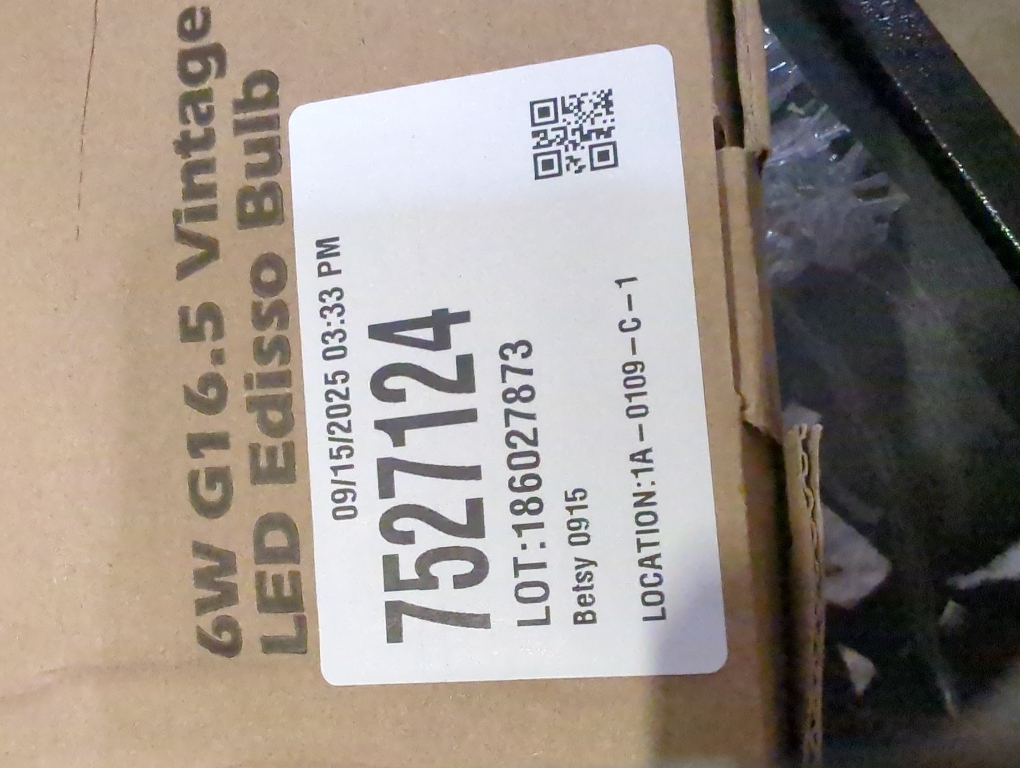 6W G16.5 Vintage
LED Edisso Bulb
09/15/2025 03:33 PM
7527124
LOT:186027873
Betsy 0915
LOCATION:1A-0109-C-1